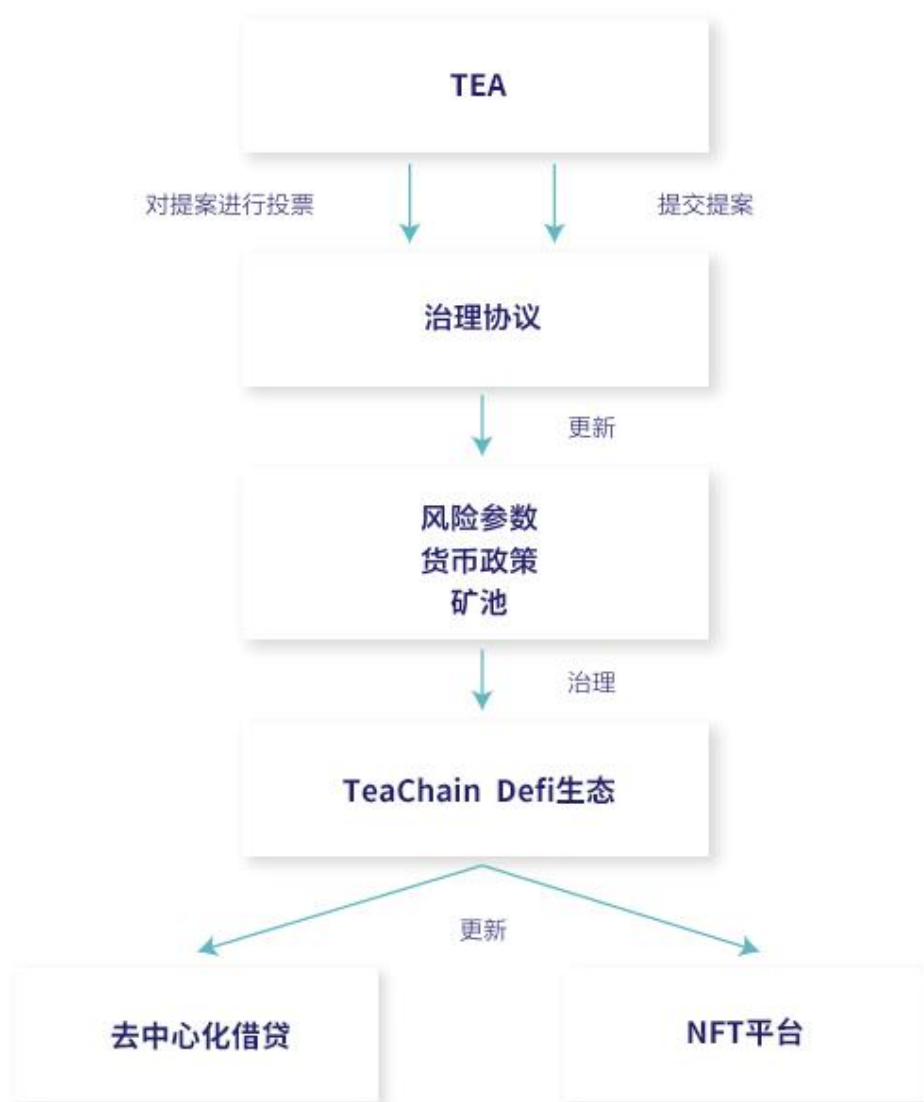 TEA
对提案进行投票
提交提案
治理协议
更新
风险参数
货币政策
矿池
治理
TeaChain Defi生态
更新
去中心化借贷
NFT平台